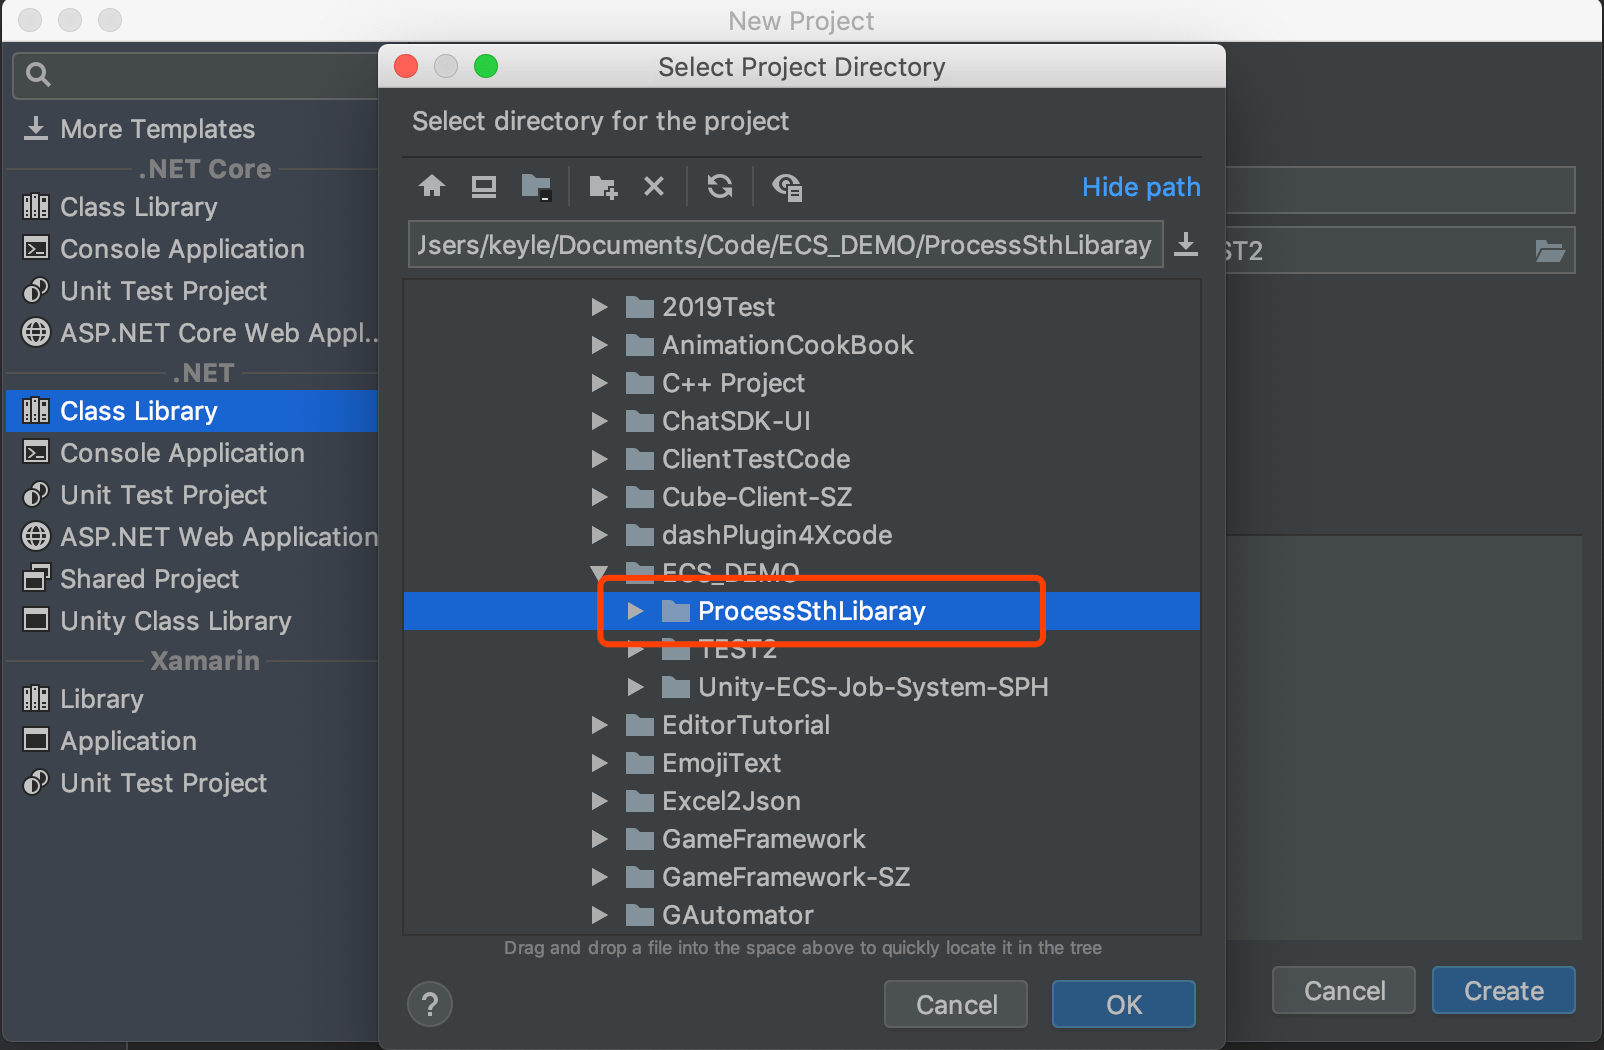 New Project
More Templates
.NET Core
Class Library
Console Application
Unit Test Project
ASP.NET Core Web Appl..
.NET
Class Library
Console Application
Unit Test Project
ASP.NET Web Application
Shared Project
Unity Class Library
Xamarin
Library
Application
Unit Test Project
Select Project Directory
Select directory for the project
Hide path
Jsers/keyle/Documents/Code/ECS_DEMO/ProcessSthLibaray
2019Test
AnimationCookBook
C++ Project
ChatSDK-UI
ClientTestCode
Cube-Client-SZ
dashPlugin4Xcode
ECS_DEMO
ProcessSthLibaray
TEST2
Unity-ECS-Job-System-SPH
EditorTutorial
EmojiText
Excel2Json
GameFramework
GameFramework-SZ
GAutomator
Drag and drop a file into the space above to quickly locate it in the tree
?
Cancel
OK
ST2
Cancel
Create